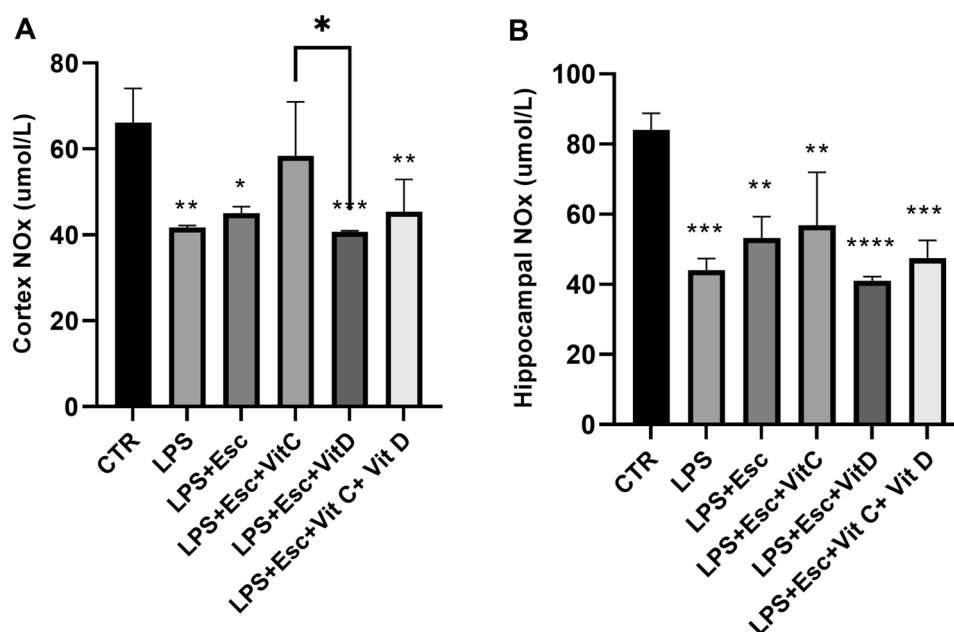 A
Cortex NOx (umol/L)
80
60
40
20
0
*
**
*
***
**
CTR
LPS
LPS+Esc
LPS+Esc+VitC
LPS+Esc+VitD
LPS+Esc+Vit C+ Vit D
B
Hippocampal NOx (umol/L)
100
80
60
40
20
0
***
**
**
****
***
CTR
LPS
LPS+Esc
LPS+Esc+VitC
LPS+Esc+VitD
LPS+Esc+Vit C+ Vit D